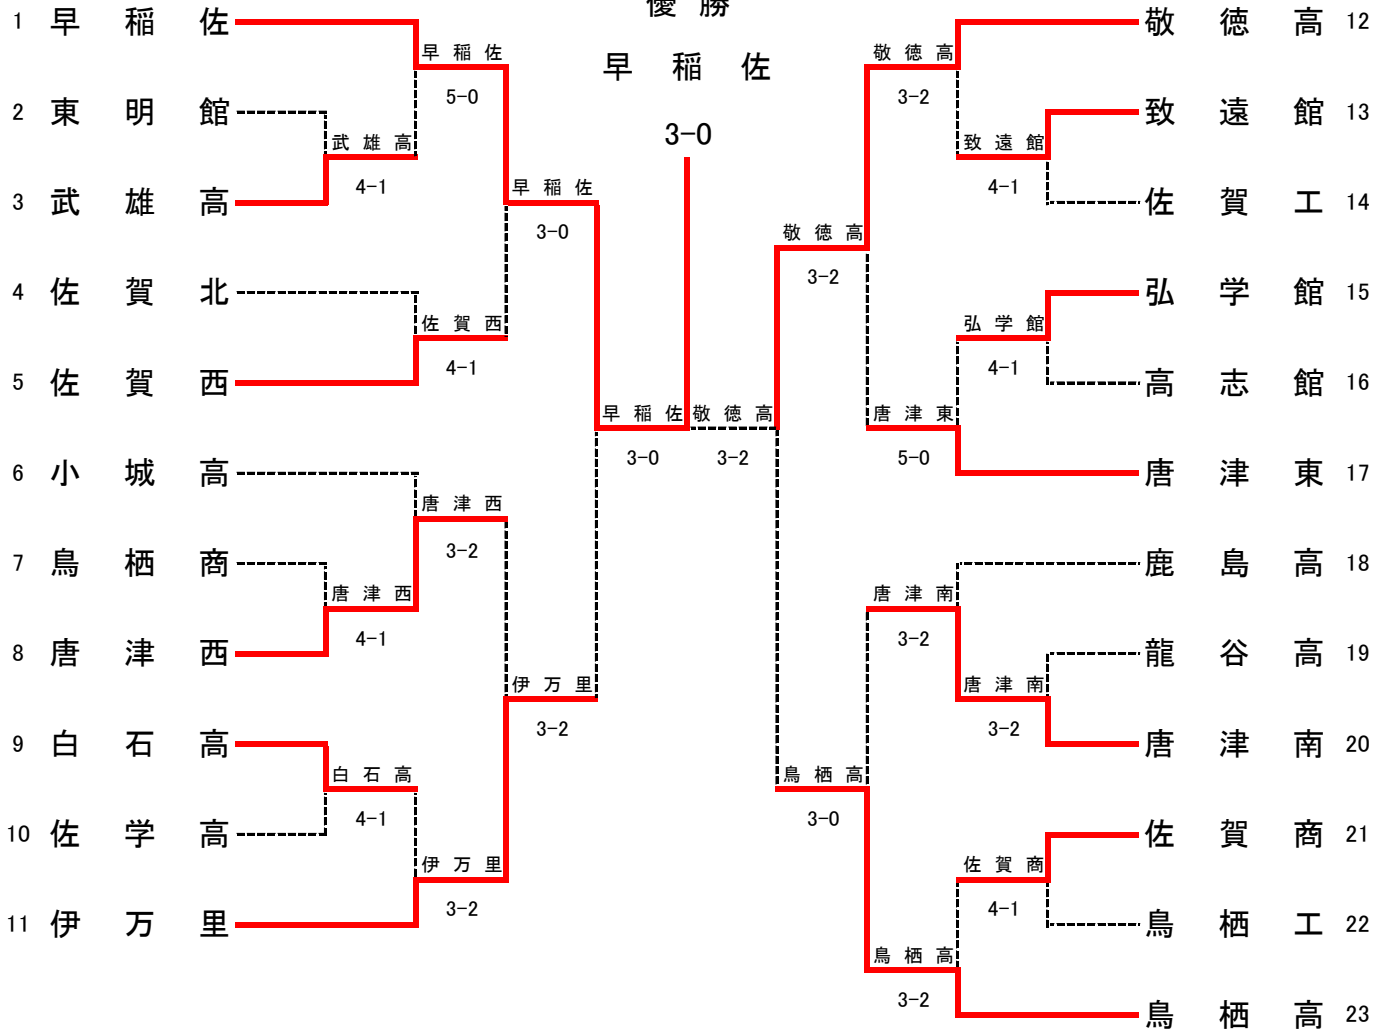 優勝
早稲佐
3-0
1 早稲佐
2 東明館
3 武雄高
4 佐賀北
5 佐賀西
6 小城高
7 鳥栖商
8 唐津西
9 白石高
10 佐学高
11 伊万里
武雄高
4-1
唐津西
4-1
白石高
4-1
早稲佐
5-0
佐賀西
4-1
唐津西
3-2
伊万里
3-2
早稲佐
3-0
伊万里
3-2
早稲佐
3-0
敬徳高
3-2
敬徳高
3-2
鳥栖高
3-0
敬徳高
3-2
唐津東
5-0
唐津南
3-2
鳥栖高
3-2
致遠館
4-1
弘学館
4-1
唐津南
3-2
佐賀商
4-1
敬徳高 12
致遠館 13
佐賀工 14
弘学館 15
高志館 16
唐津東 17
鹿島高 18
龍谷高 19
唐津南 20
佐賀商 21
鳥栖工 22
鳥栖高 23